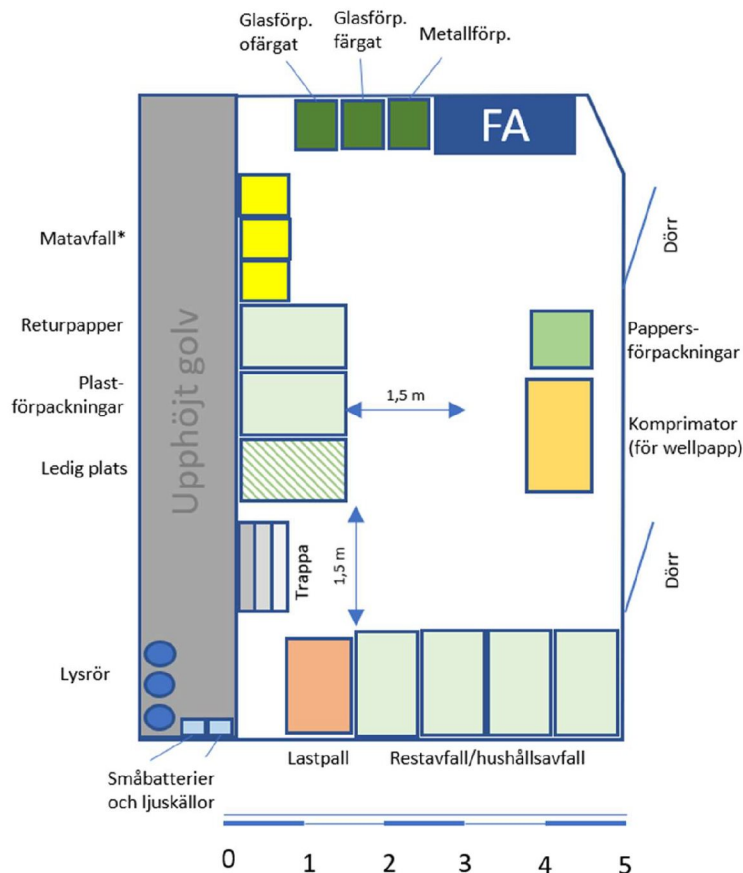 Glasförp.
ofärgat
Glasförp.
färgat
Metallförp.
FA
Matavfall*
Dörr
Returpapper
Pappers-
förpackningar
Plast-
förpackningar
1,5 m
Komprimator
(för wellpapp)
Upphöjt golv
Ledig plats
1,5 m
Trappa
Dörr
Lysrör
Lastpall
Restavfall/hushållsavfall
Småbatterier
och ljuskällor
0 1 2 3 4 5